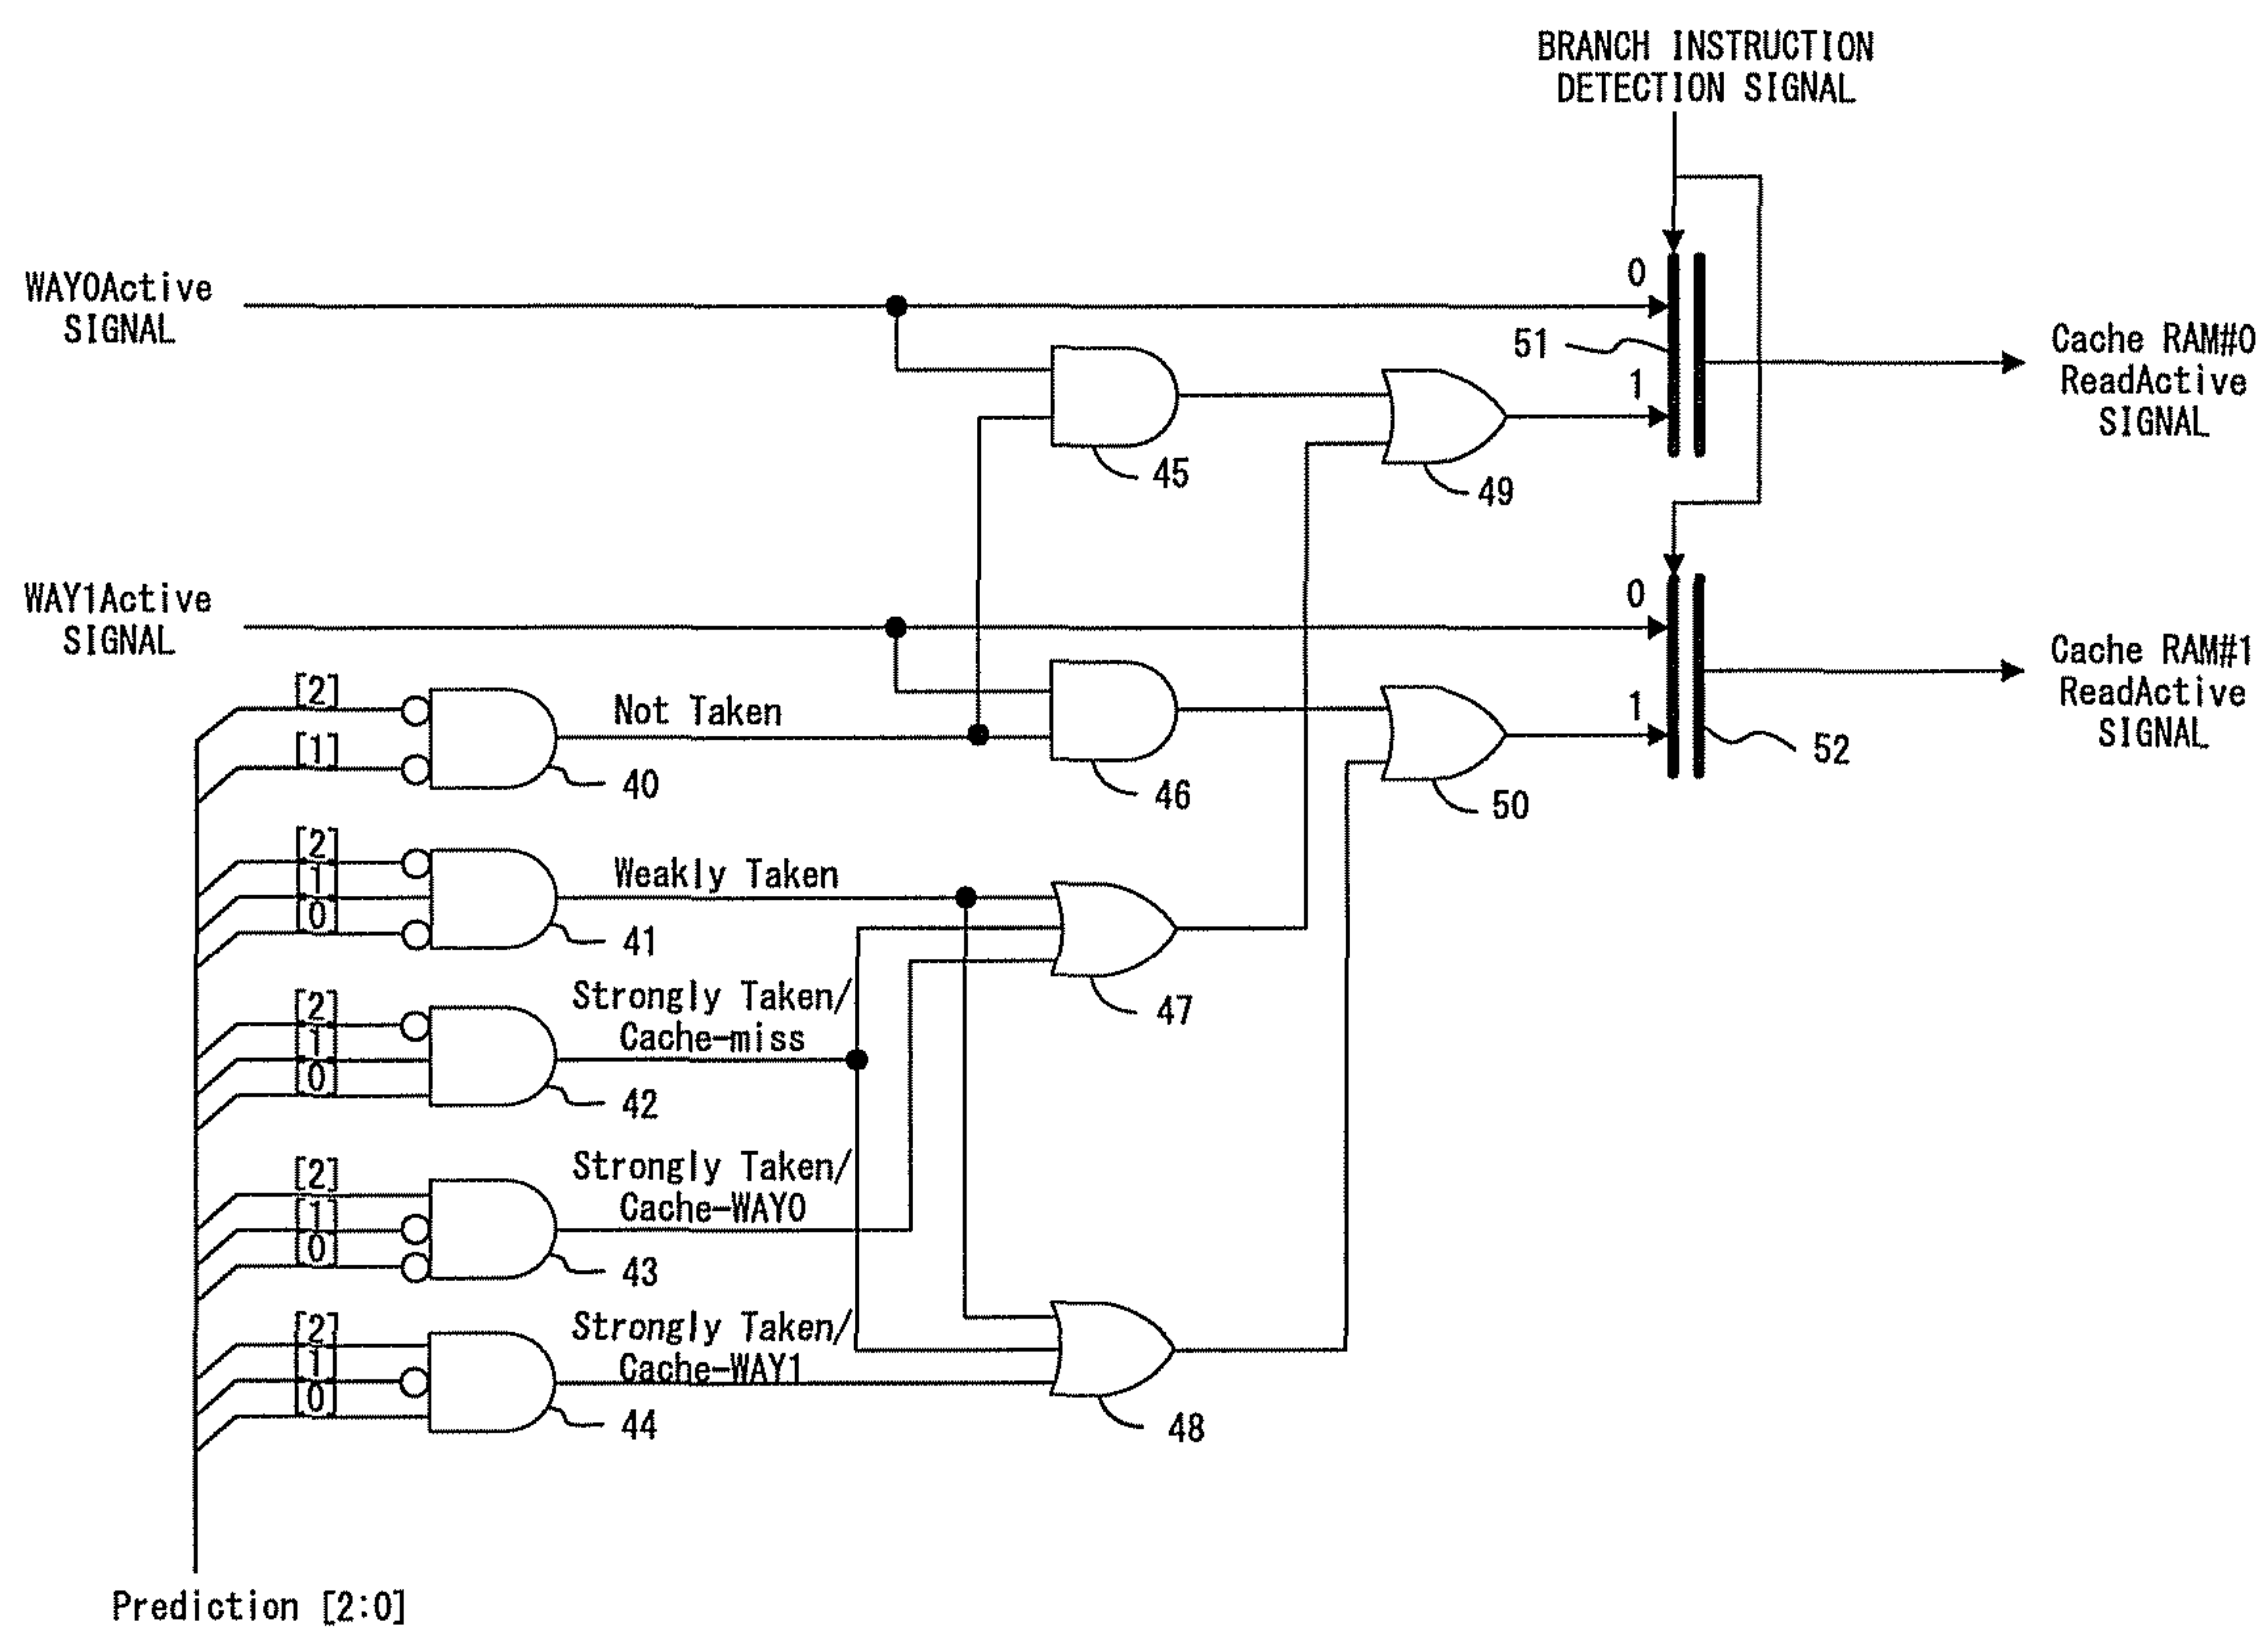 BRANCH INSTRUCTION
DETECTION SIGNAL
WAY0Active
SIGNAL
0
51
1
Cache RAM#0
ReadActive
SIGNAL
45
49
WAY1Active
SIGNAL
0
1
Cache RAM#1
ReadActive
SIGNAL
52
[2]
[1]
Not Taken
40
46
50
[2]
1
[0]
Weakly Taken
41
47
[2]
1
[0]
Strongly Taken/
Cache-miss
42
[2]
[1]
[0]
Strongly Taken/
Cache-WAY0
43
[2]
1
[0]
Strongly Taken/
Cache-WAY1
44
48
Prediction [2:0]